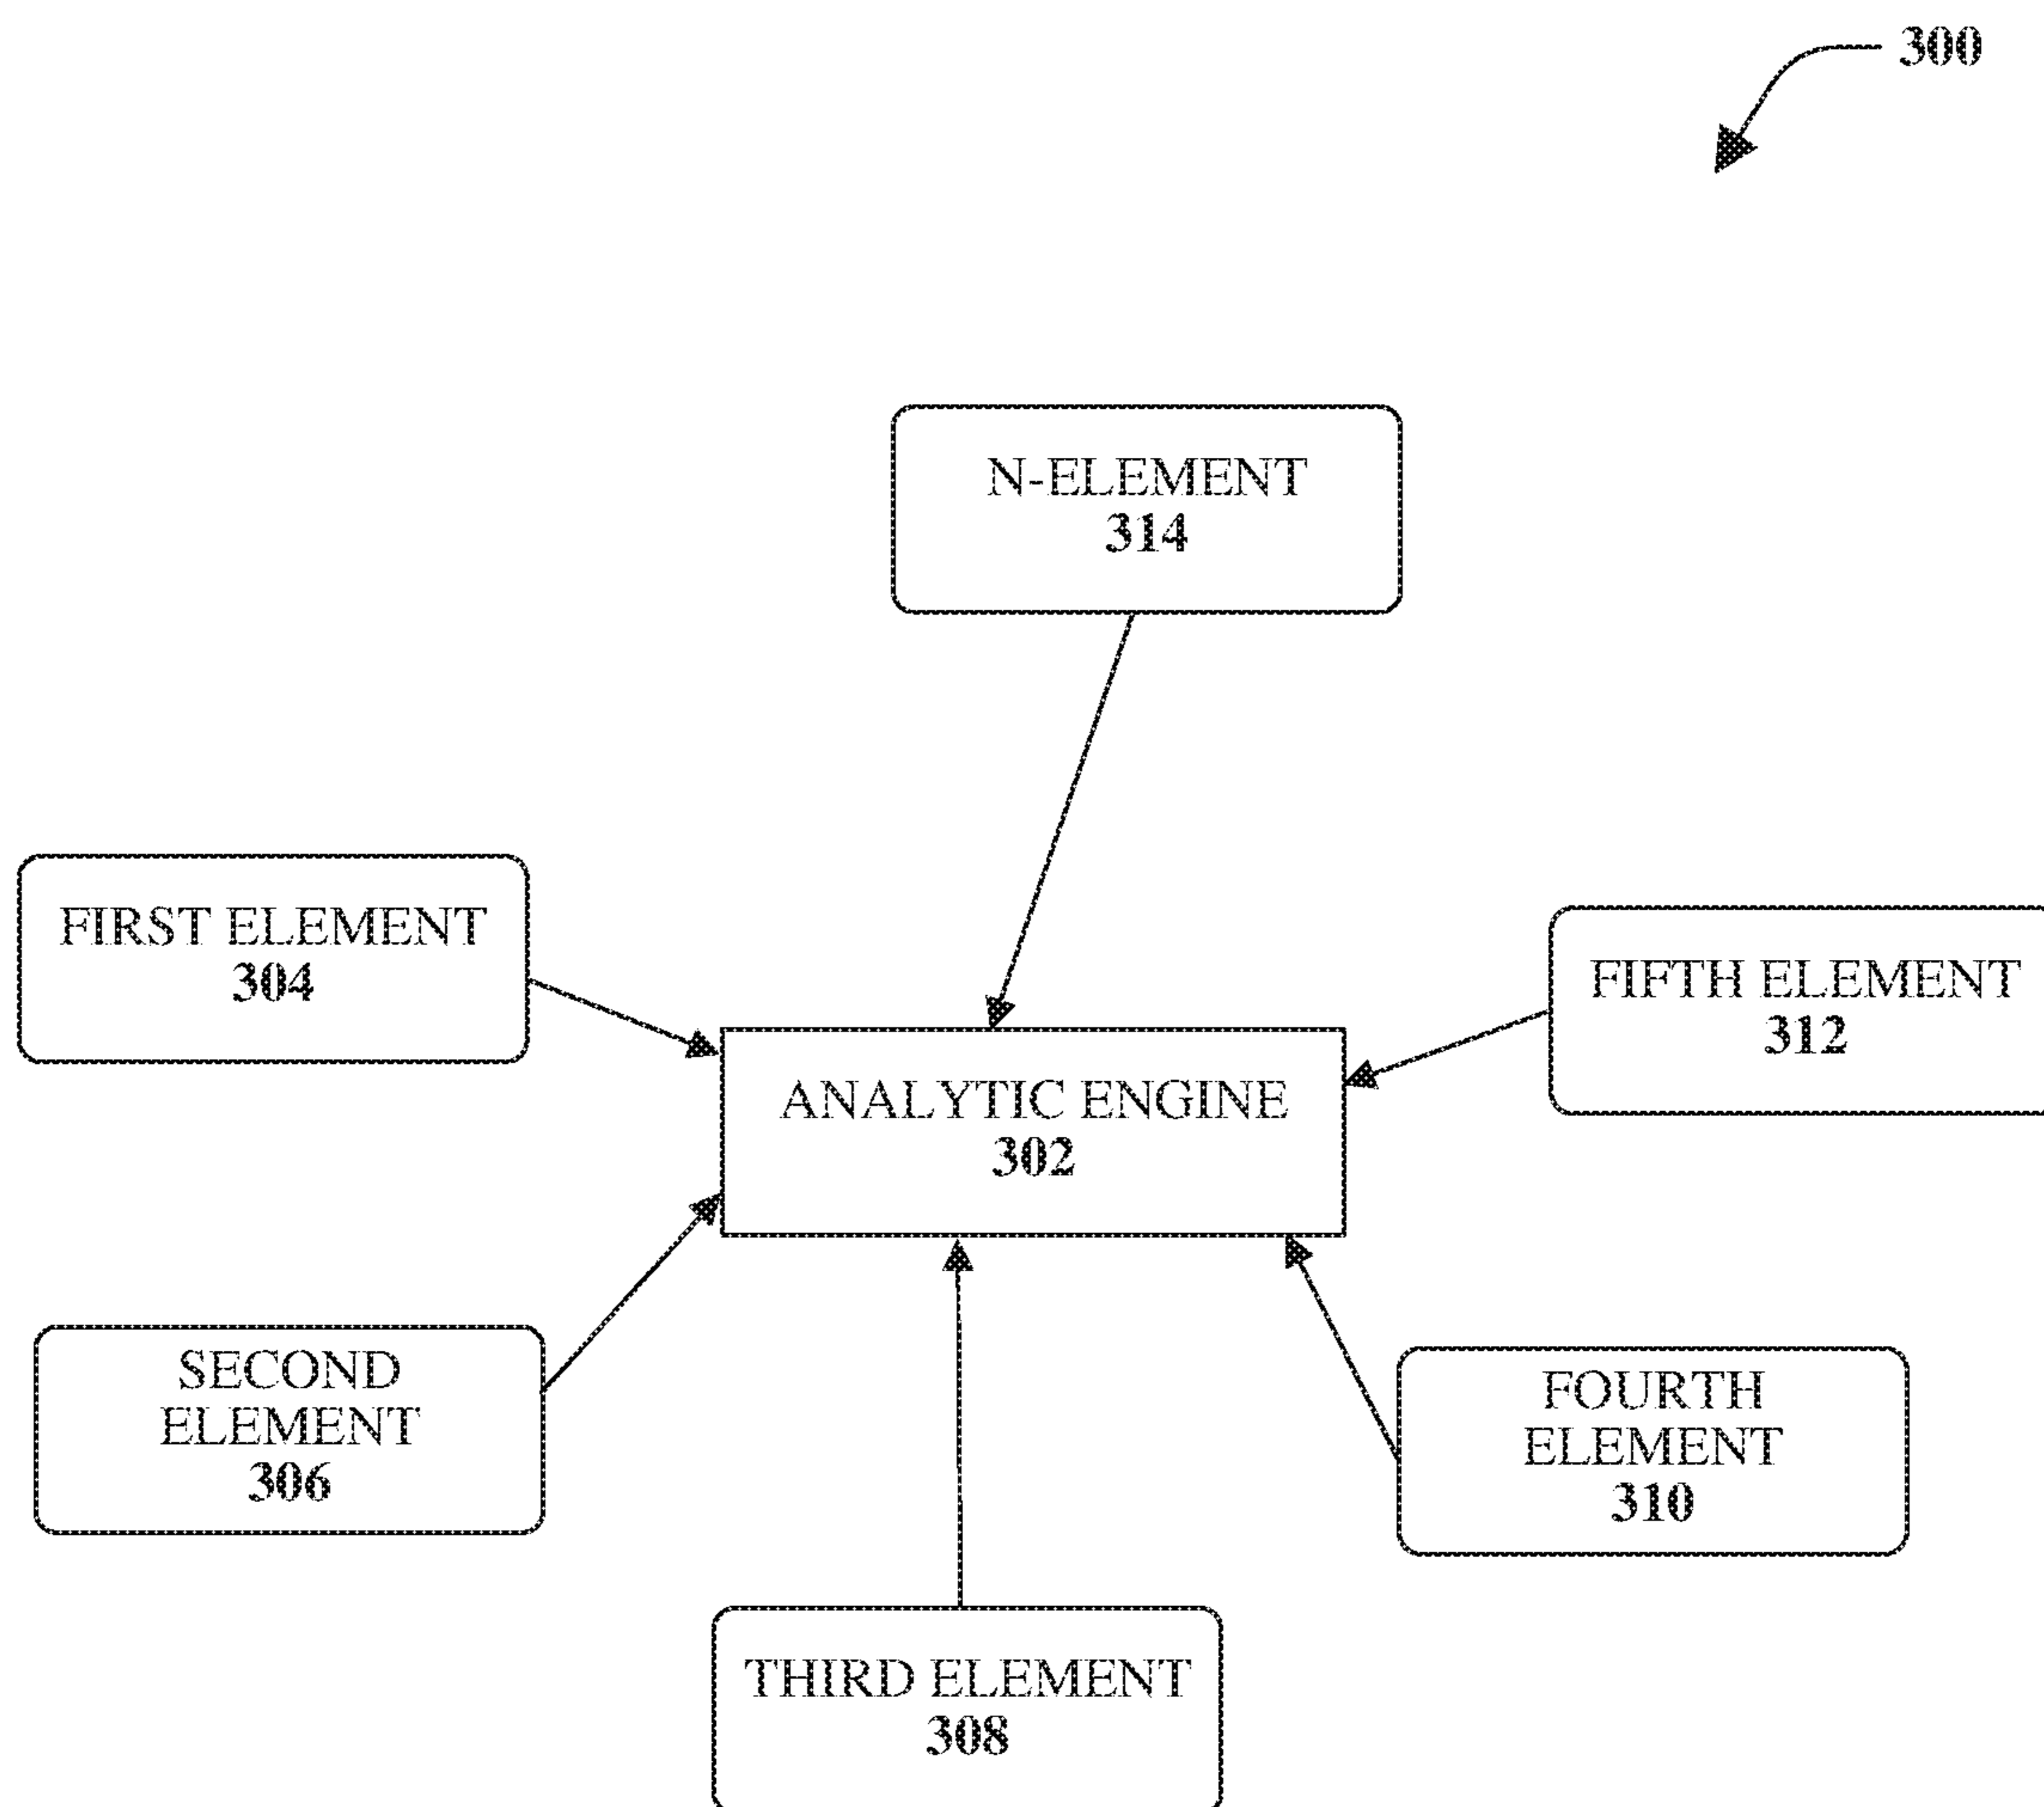 300
N-ELEMENT
314
FIRST ELEMENT
304
FIFTH ELEMENT
312
ANALYTIC ENGINE
302
SECOND
ELEMENT
306
FOURTH
ELEMENT
310
THIRD ELEMENT
308